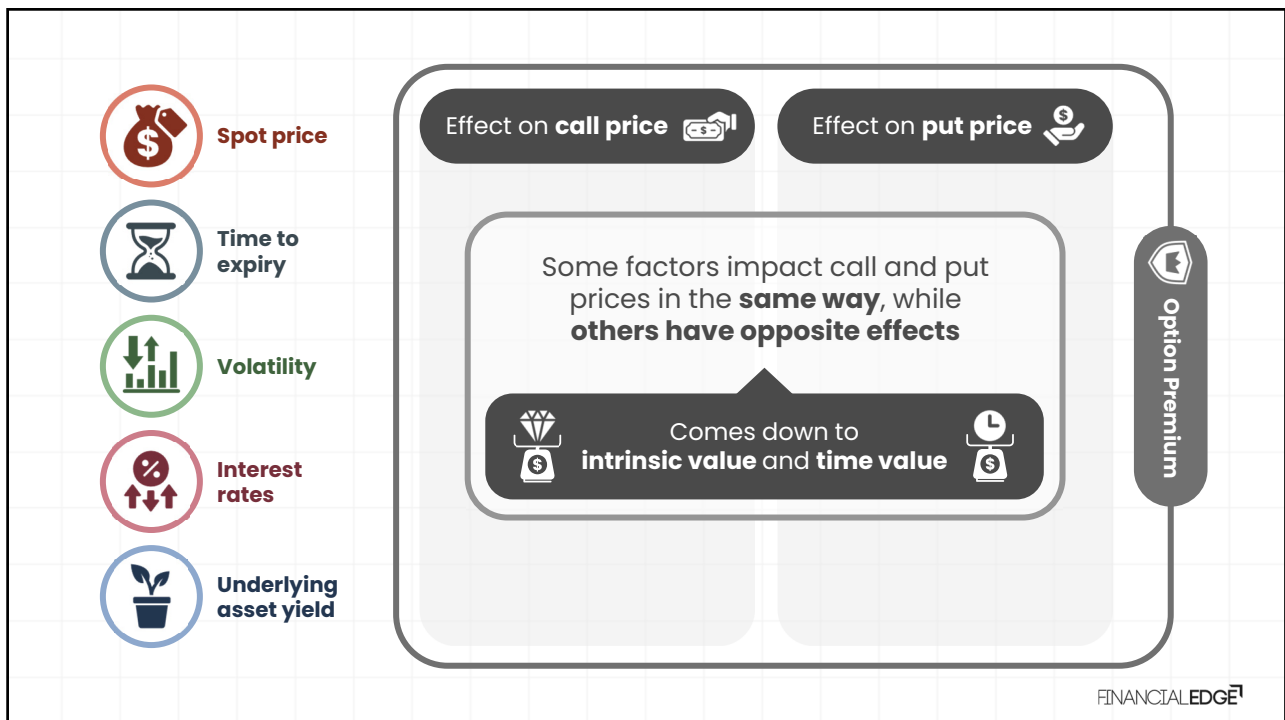 Spot price
Time to
expiry
Volatility
Interest
rates
Underlying
asset yield
Effect on call price
Effect on put price
Some factors impact call and put
prices in the same way, while
others have opposite effects
Comes down to
intrinsic value and time value
Option Premium
FINANCIALEDGE